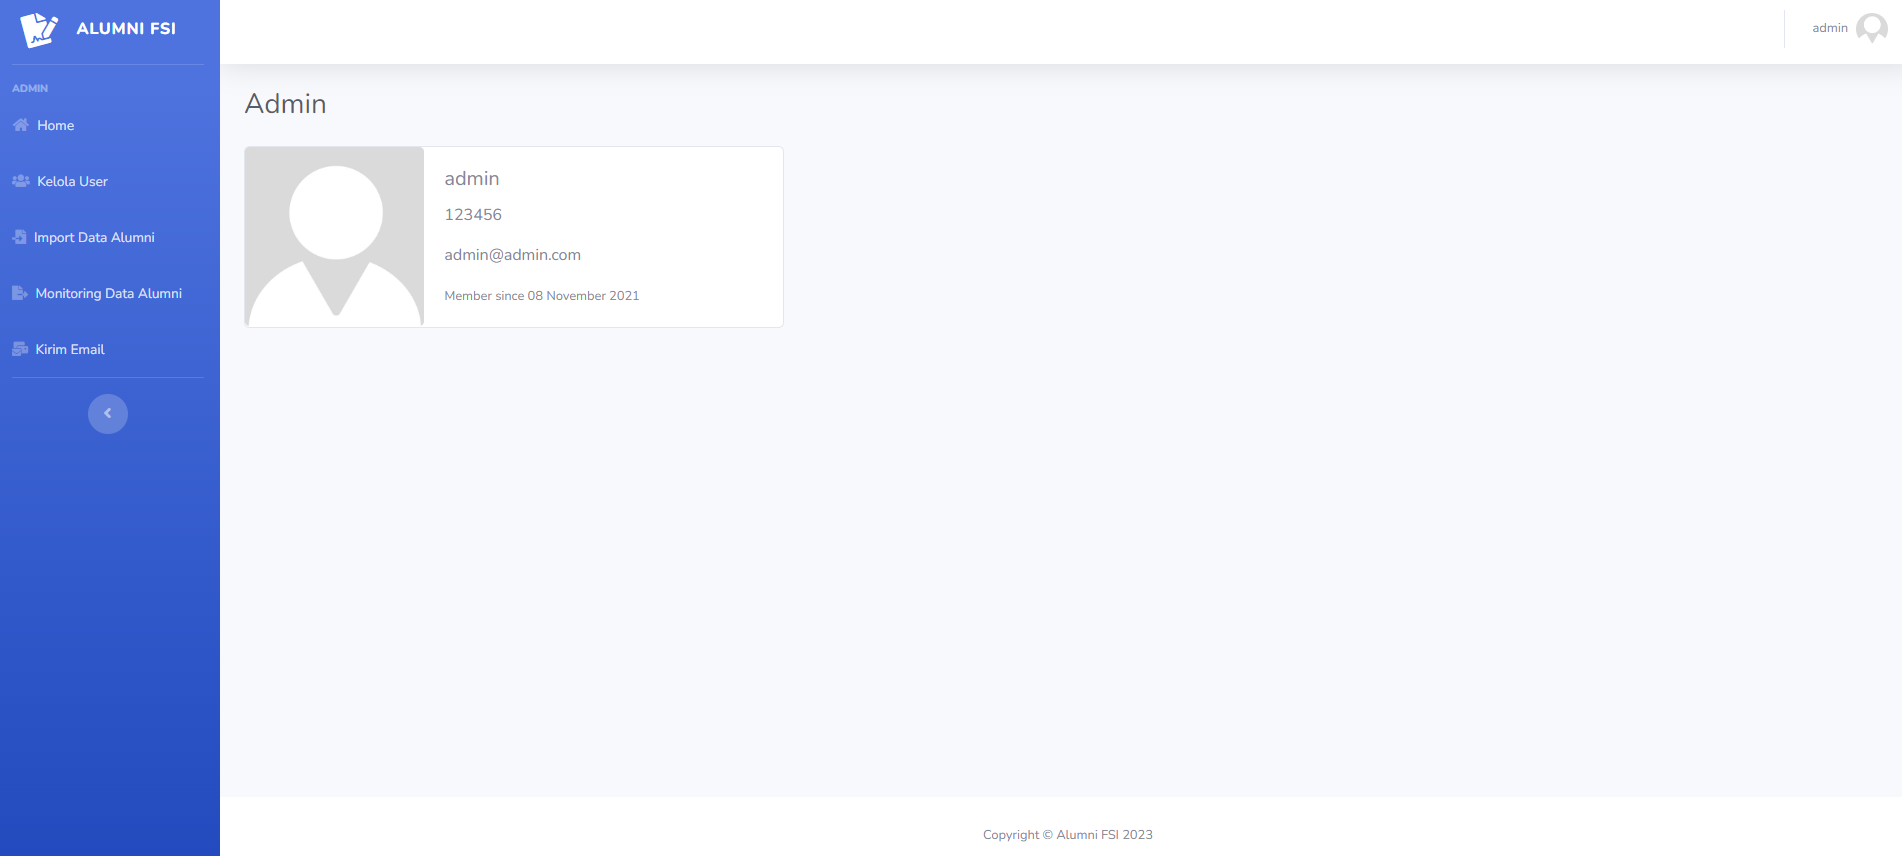 ALUMNI FSI
admin
ADMIN
Home
Kelola User
Import Data Alumni
Monitoring Data Alumni
Kirim Email
Admin
admin
123456
admin@admin.com
Member since 08 November 2021
Copyright © Alumni FSI 2023